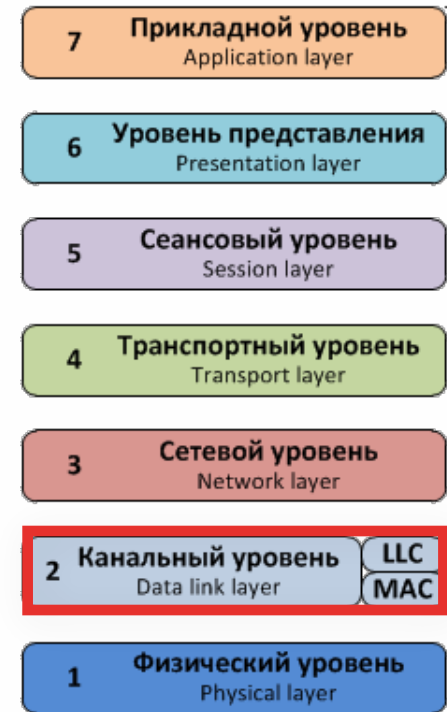 7
Прикладной уровень
Application layer
6
Уровень представления
Presentation layer
5
Сеансовый уровень
Session layer
4
Транспортный уровень
Transport layer
3
Сетевой уровень
Network layer
2
Канальный уровень
Data link layer
LLC
MAC
1
Физический уровень
Physical layer